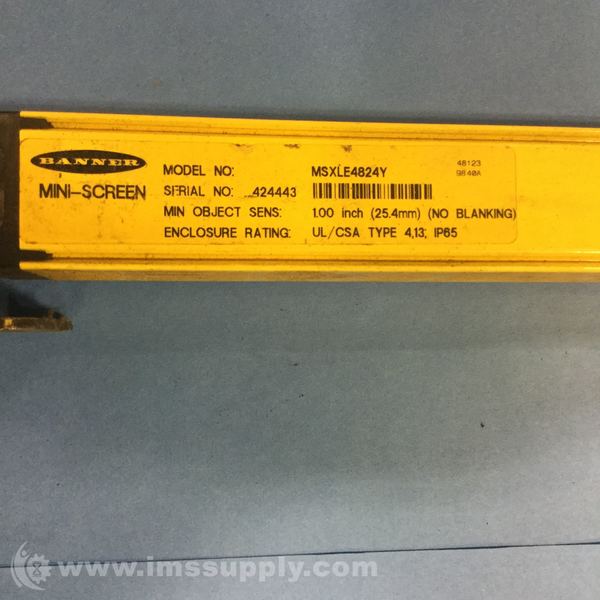 BANNER
MINI-SCREEN
MODEL NO: MSXLE4824Y
SERIAL NO: 424443
MIN OBJECT SENS: 1.00 inch (25.4mm) (NO BLANKING)
ENCLOSURE RATING: UL/CSA TYPE 4,13; IP65
48123
9840A
www.imssupply.com